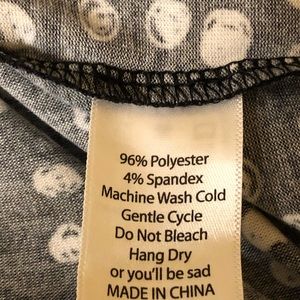 96% Polyester
4% Spandex
Machine Wash Cold
Gentle Cycle
Do Not Bleach
Hang Dry
or you'll be sad
MADE IN CHINA